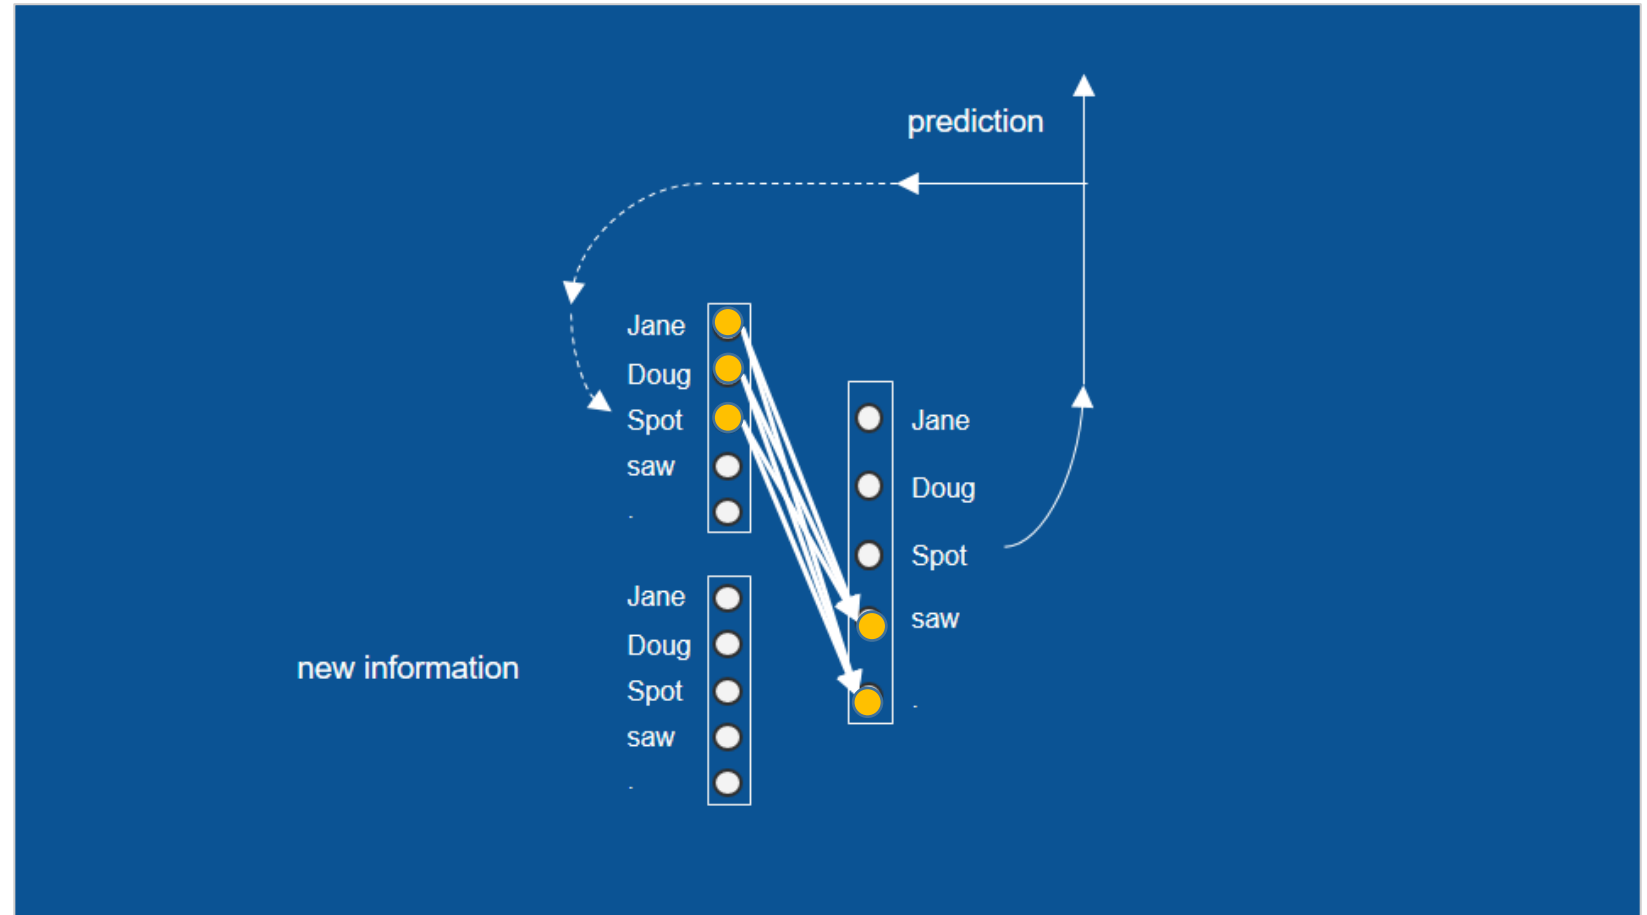 prediction
Jane
Doug
Spot
saw
.
Jane
Doug
Spot
saw
.
new information
Jane
Doug
Spot
saw
.